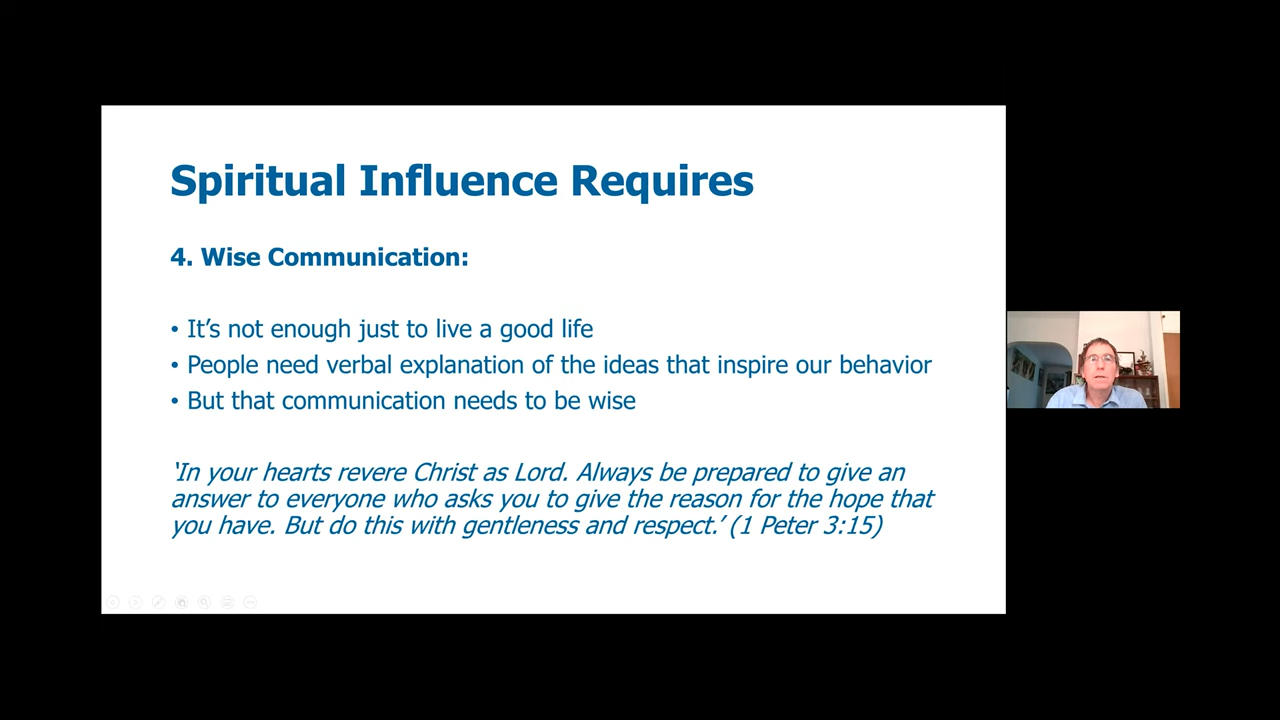 Spiritual Influence Requires
4. Wise Communication:
• It’s not enough just to live a good life
• People need verbal explanation of the ideas that inspire our behavior
• But that communication needs to be wise
‘In your hearts revere Christ as Lord. Always be prepared to give an
answer to everyone who asks you to give the reason for the hope that
you have. But do this with gentleness and respect.’ (1 Peter 3:15)